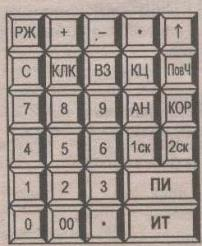 РЖ + .– • ↑
С КЛК ВЗ КЦ ПовЧ
7 8 9 АН КОР
4 5 6 1ск 2ск
1 2 3 ПИ
0 00 • ИТ